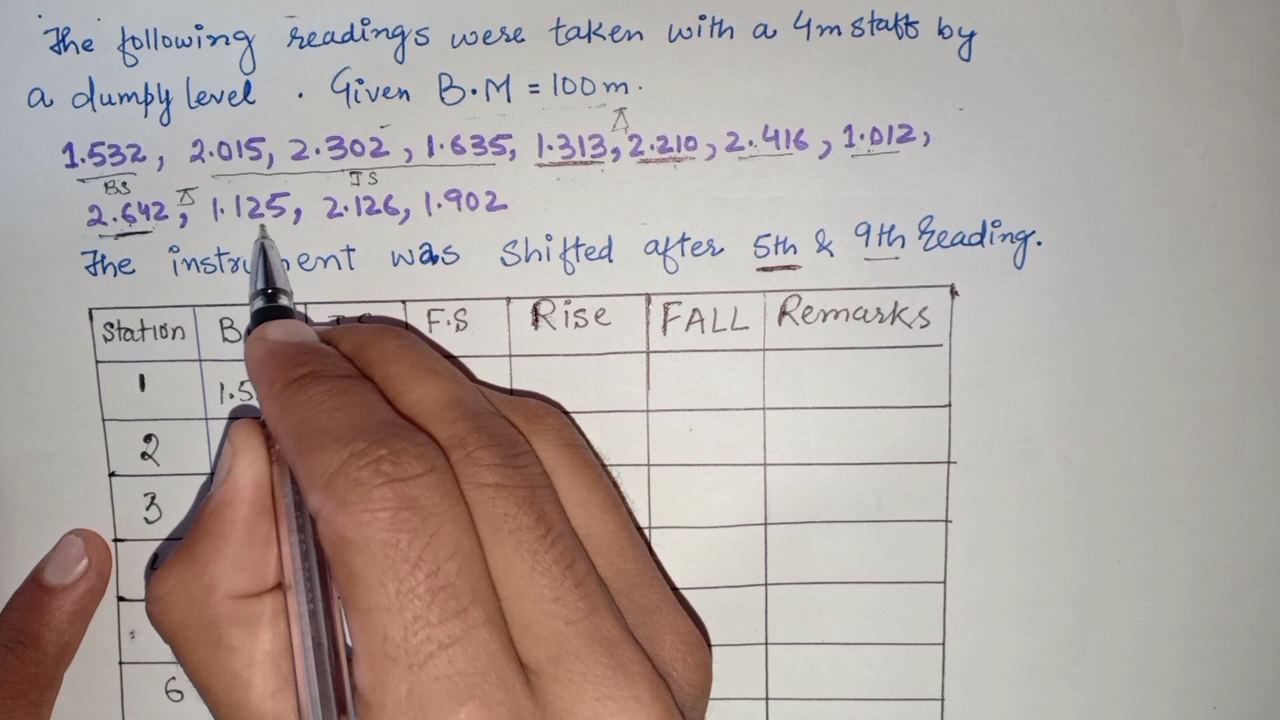 The following readings were taken with a 4m staff by
a dumpy level . Given B.M = 100m.
1.532, 2.015, 2.302, 1.635, 1.313, 2.210, 2.416, 1.012,
BS IS
2.642, 1.125, 2.126, 1.902
The instrument was Shifted after 5th & 9th Reading.
Station B. F.S Rise FALL Remarks
1 1.5
2
3
6